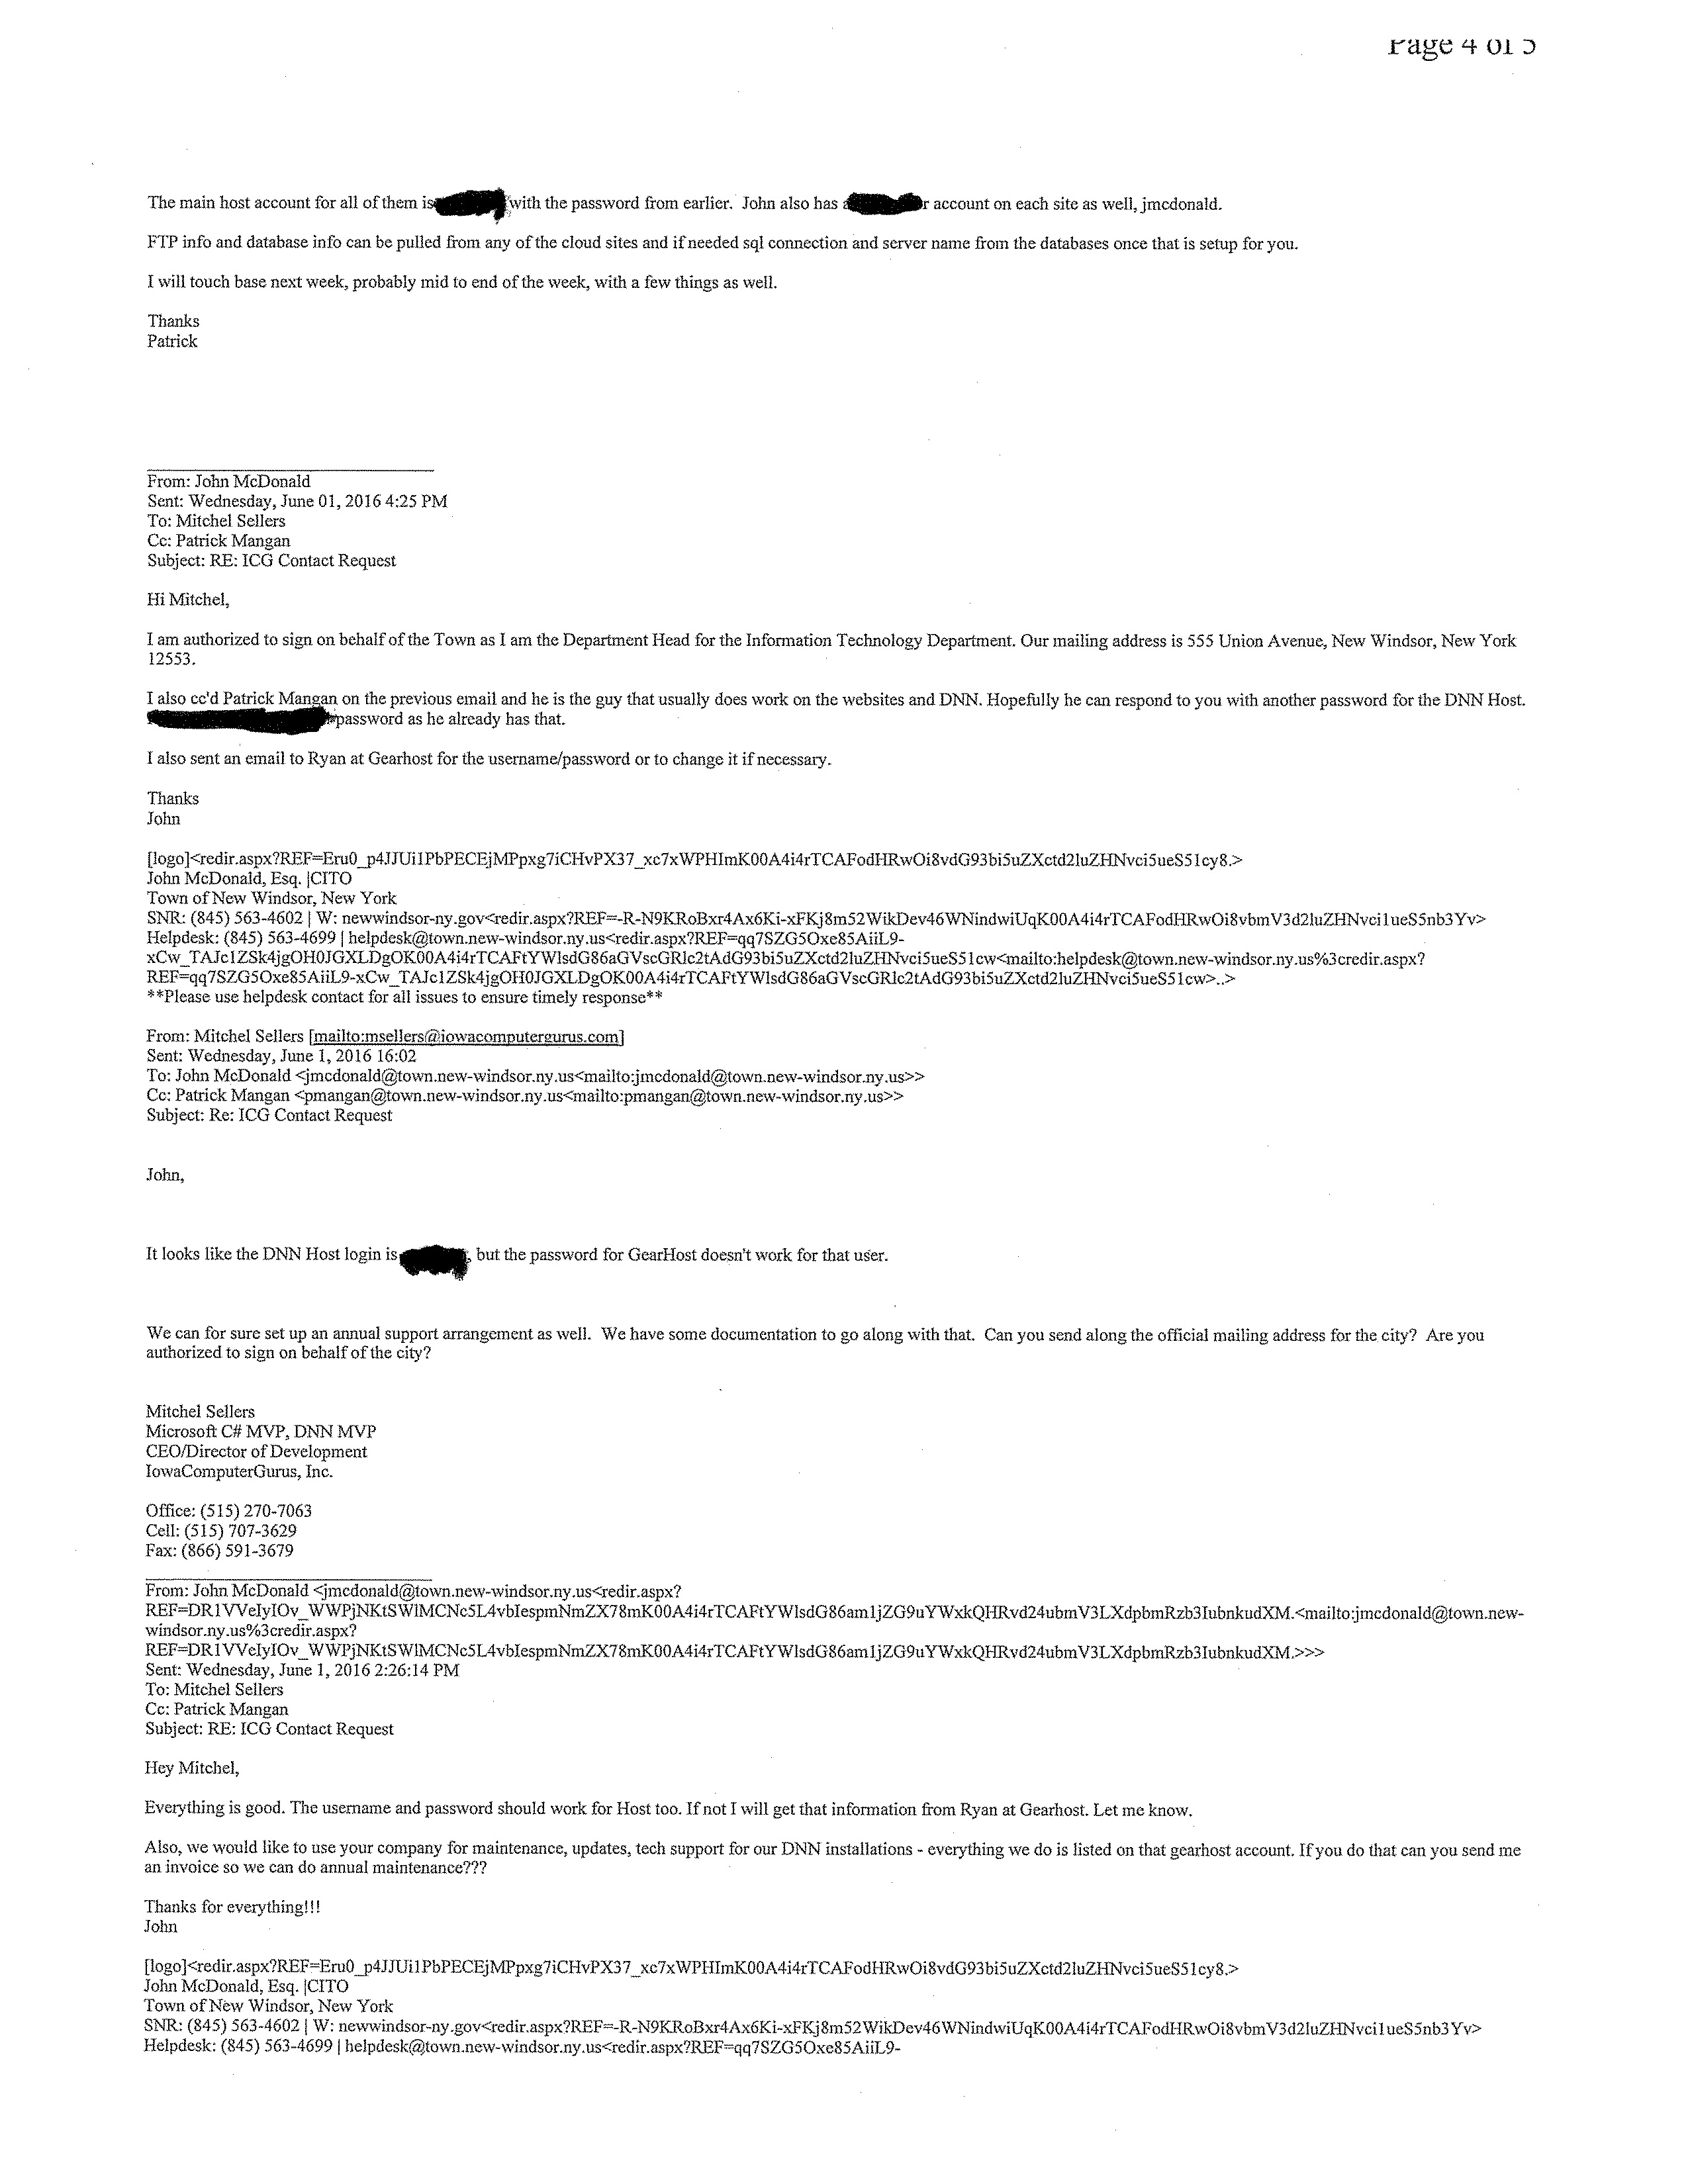 Page 4 of 5
The main host account for all of them is with the password from earlier. John also has r account on each site as well, jmcdonald.
FTP info and database info can be pulled from any of the cloud sites and if needed sql connection and server name from the databases once that is setup for you.
I will touch base next week, probably mid to end of the week, with a few things as well.
Thanks
Patrick
From: John McDonald
Sent: Wednesday, June 01, 2016 4:25 PM
To: Mitchel Sellers
Cc: Patrick Mangan
Subject: RE: ICG Contact Request
Hi Mitchel,
I am authorized to sign on behalf of the Town as I am the Department Head for the Information Technology Department. Our mailing address is 555 Union Avenue, New Windsor, New York
12553.
I also cc'd Patrick Mangan on the previous email and he is the guy that usually does work on the websites and DNN. Hopefully he can respond to you with another password for the DNN Host.
password as he already has that.
I also sent an email to Ryan at Gearhost for the username/password or to change it if necessary.
Thanks
John
[logo]<redir.aspx?REF=Eru0_p4JJUi1PbPECEjMPpxg7iCHvPX37_xc7xWPHImK00A4i4rTCAFodHRwOi8vdG93bi5uZXctd2luZHNvci5ueS51cy8.>
John McDonald, Esq. |CITO
Town of New Windsor, New York
SNR: (845) 563-4602 | W: newwindsor-ny.gov<redir.aspx?REF=-R-N9KRoBxr4Ax6Ki-xFKj8m52WikDev46WNindwiUqK00A4i4rTCAFodHRwOi8vbmV3d2luZHNvci1ueS5nb3Yv>
Helpdesk: (845) 563-4699 | helpdesk@town.new-windsor.ny.us<redir.aspx?REF=qq7SZG5Oxe85AiiL9-
xCw_TAJc1ZSk4jgOH0JGXLDgOK00A4i4rTCAFtYWlsdG86aGVscGRlc2tAdG93bi5uZXctd2luZHNvci5ueS51cw<mailto:helpdesk@town.new-windsor.ny.us%3credir.aspx?
REF=qq7SZG5Oxe85AiiL9-xCw_TAJc1ZSk4jgOH0JGXLDgOK00A4i4rTCAFtYWlsdG86aGVscGRlc2tAdG93bi5uZXctd2luZHNvci5ueS51cw>..>
**Please use helpdesk contact for all issues to ensure timely response**
From: Mitchel Sellers [mailto:msellers@iowacomputergurus.com]
Sent: Wednesday, June 1, 2016 16:02
To: John McDonald <jmcdonald@town.new-windsor.ny.us<mailto:jmcdonald@town.new-windsor.ny.us>>
Cc: Patrick Mangan <pmangan@town.new-windsor.ny.us<mailto:pmangan@town.new-windsor.ny.us>>
Subject: Re: ICG Contact Request
John,
It looks like the DNN Host login is , but the password for GearHost doesn't work for that user.
We can for sure set up an annual support arrangement as well. We have some documentation to go along with that. Can you send along the official mailing address for the city? Are you
authorized to sign on behalf of the city?
Mitchel Sellers
Microsoft C# MVP, DNN MVP
CEO/Director of Development
IowaComputerGurus, Inc.
Office: (515) 270-7063
Cell: (515) 707-3629
Fax: (866) 591-3679
From: John McDonald <jmcdonald@town.new-windsor.ny.us<redir.aspx?
REF=DR1VVeIyIOv_WWPjNKtSWlMCNc5L4vbIespmNmZX78mK00A4i4rTCAFtYWlsdG86am1jZG9uYWxkQHRvd24ubmV3LXdpbmRzb3IubnkudXM.<mailto:jmcdonald@town.new-
windsor.ny.us%3credir.aspx?
REF=DR1VVeIyIOv_WWPjNKtSWlMCNc5L4vbIespmNmZX78mK00A4i4rTCAFtYWlsdG86am1jZG9uYWxkQHRvd24ubmV3LXdpbmRzb3IubnkudXM.>>>
Sent: Wednesday, June 1, 2016 2:26:14 PM
To: Mitchel Sellers
Cc: Patrick Mangan
Subject: RE: ICG Contact Request
Hey Mitchel,
Everything is good. The username and password should work for Host too. If not I will get that information from Ryan at Gearhost. Let me know.
Also, we would like to use your company for maintenance, updates, tech support for our DNN installations - everything we do is listed on that gearhost account. If you do that can you send me
an invoice so we can do annual maintenance???
Thanks for everything!!!
John
[logo]<redir.aspx?REF=Eru0_p4JJUi1PbPECEjMPpxg7iCHvPX37_xc7xWPHImK00A4i4rTCAFodHRwOi8vdG93bi5uZXctd2luZHNvci5ueS51cy8.>
John McDonald, Esq. |CITO
Town of New Windsor, New York
SNR: (845) 563-4602 | W: newwindsor-ny.gov<redir.aspx?REF=-R-N9KRoBxr4Ax6Ki-xFKj8m52WikDev46WNindwiUqK00A4i4rTCAFodHRwOi8vbmV3d2luZHNvci1ueS5nb3Yv>
Helpdesk: (845) 563-4699 | helpdesk@town.new-windsor.ny.us<redir.aspx?REF=qq7SZG5Oxe85AiiL9-